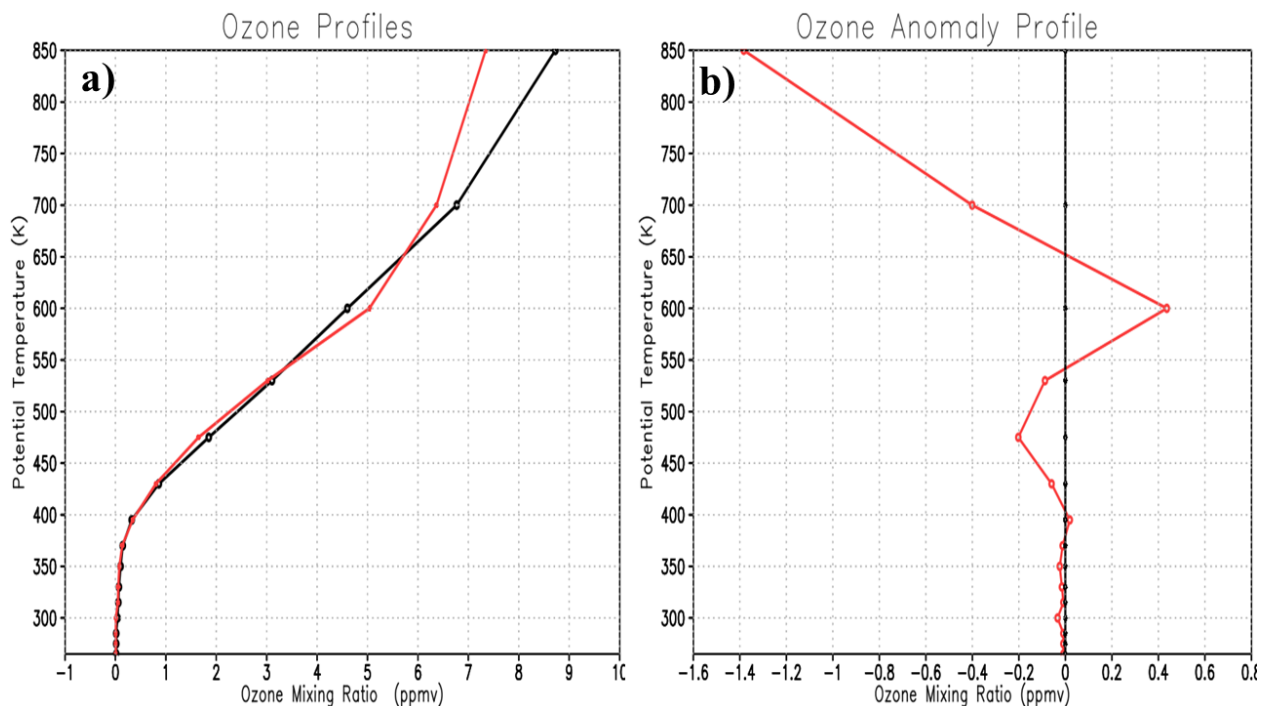 Ozone Profiles
a)
850
800
750
700
650
600
550
500
450
400
350
300
Potential Temperature (K)
-1 0 1 2 3 4 5 6 7 8 9 10
Ozone Mixing Ratio (ppmv)
Ozone Anomaly Profile
b)
850
800
750
700
650
600
550
500
450
400
350
300
Potential Temperature (K)
-1.6 -1.4 -1.2 -1 -0.8 -0.6 -0.4 -0.2 0 0.2 0.4 0.6 0.8
Ozone Mixing Ratio (ppmv)